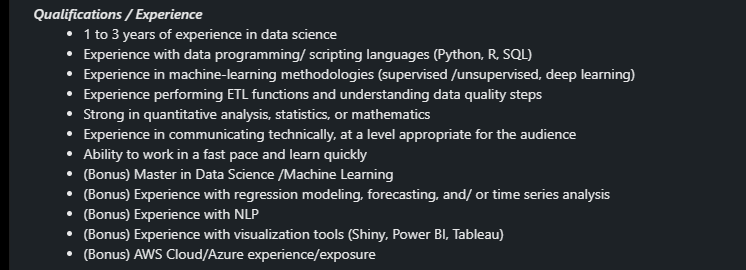 Qualifications / Experience
• 1 to 3 years of experience in data science
• Experience with data programming/ scripting languages (Python, R, SQL)
• Experience in machine-learning methodologies (supervised /unsupervised, deep learning)
• Experience performing ETL functions and understanding data quality steps
• Strong in quantitative analysis, statistics, or mathematics
• Experience in communicating technically, at a level appropriate for the audience
• Ability to work in a fast pace and learn quickly
• (Bonus) Master in Data Science /Machine Learning
• (Bonus) Experience with regression modeling, forecasting, and/ or time series analysis
• (Bonus) Experience with NLP
• (Bonus) Experience with visualization tools (Shiny, Power BI, Tableau)
• (Bonus) AWS Cloud/Azure experience/exposure